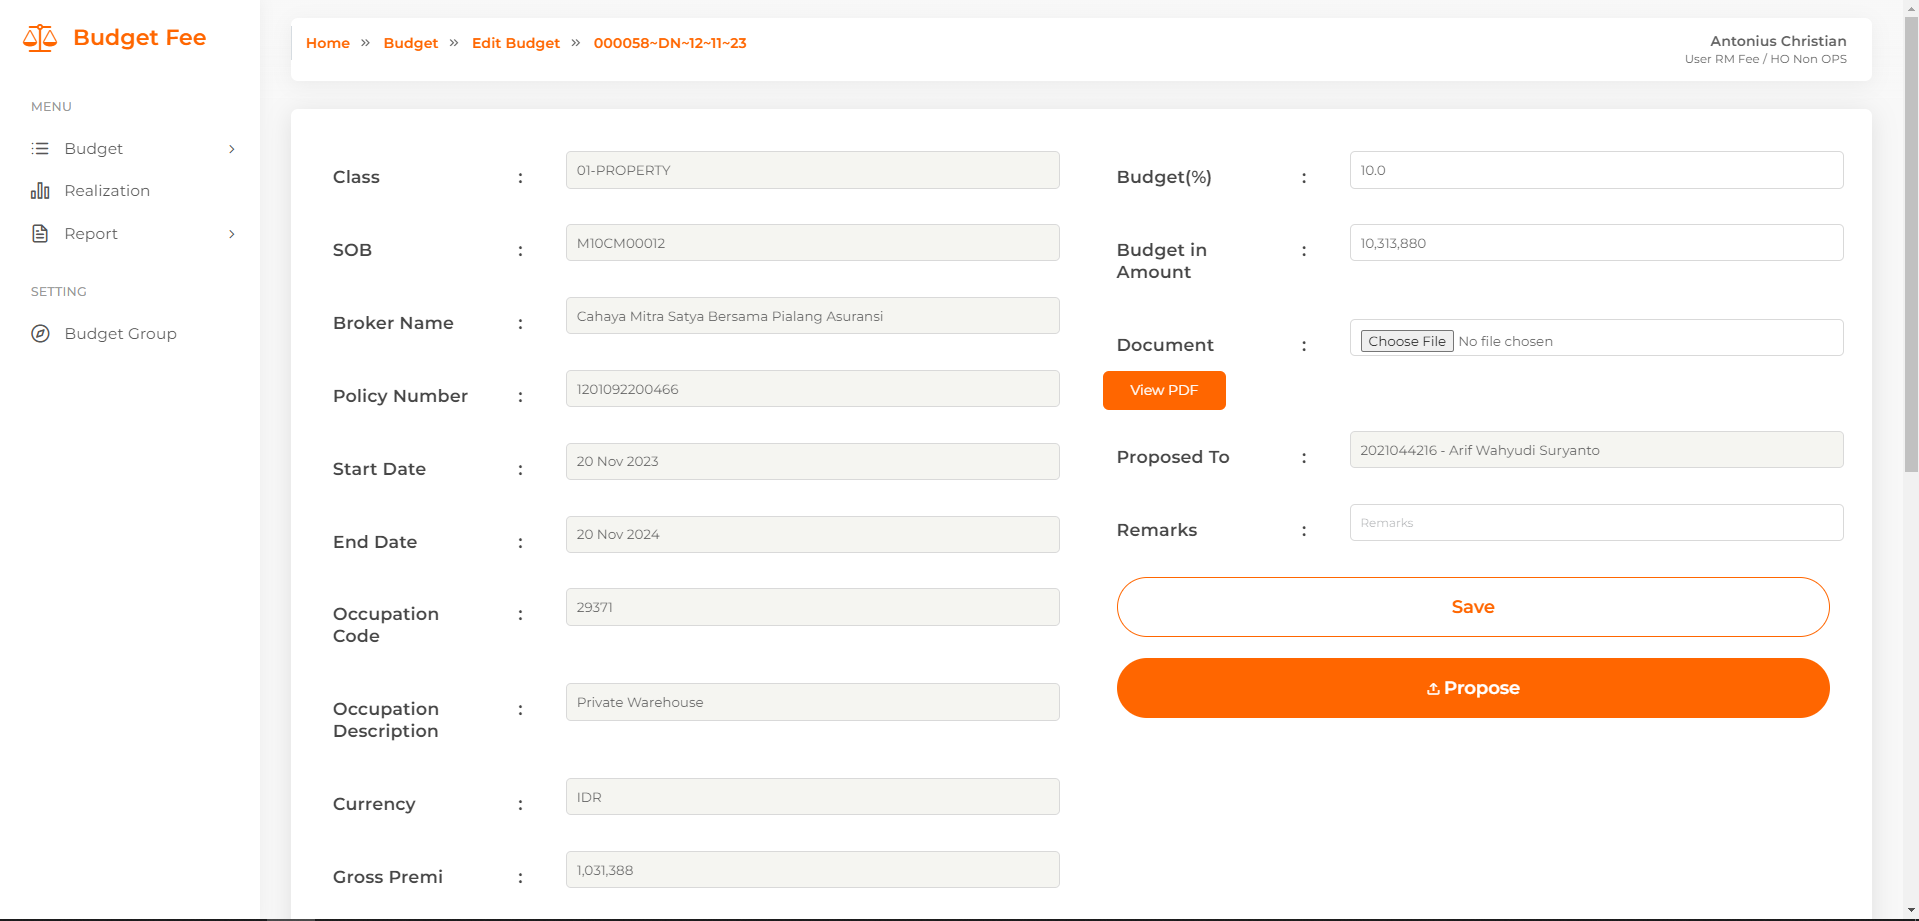 Budget Fee
MENU
Budget
Realization
Report
SETTING
Budget Group
Home » Budget » Edit Budget » 000058~DN~12~11~23
Antonius Christian
User RM Fee / HO Non OPS
Class : 01-PROPERTY
SOB : M10CM00012
Broker Name : Cahaya Mitra Satya Bersama Pialang Asuransi
Policy Number : 1201092200466
Start Date : 20 Nov 2023
End Date : 20 Nov 2024
Occupation
Code : 29371
Occupation
Description : Private Warehouse
Currency : IDR
Gross Premi : 1,031,388
Budget(%) : 10.0
Budget in
Amount : 10,313,880
Document : Choose File No file chosen
View PDF
Proposed To : 2021044216 - Arif Wahyudi Suryanto
Remarks : Remarks
Save
Propose